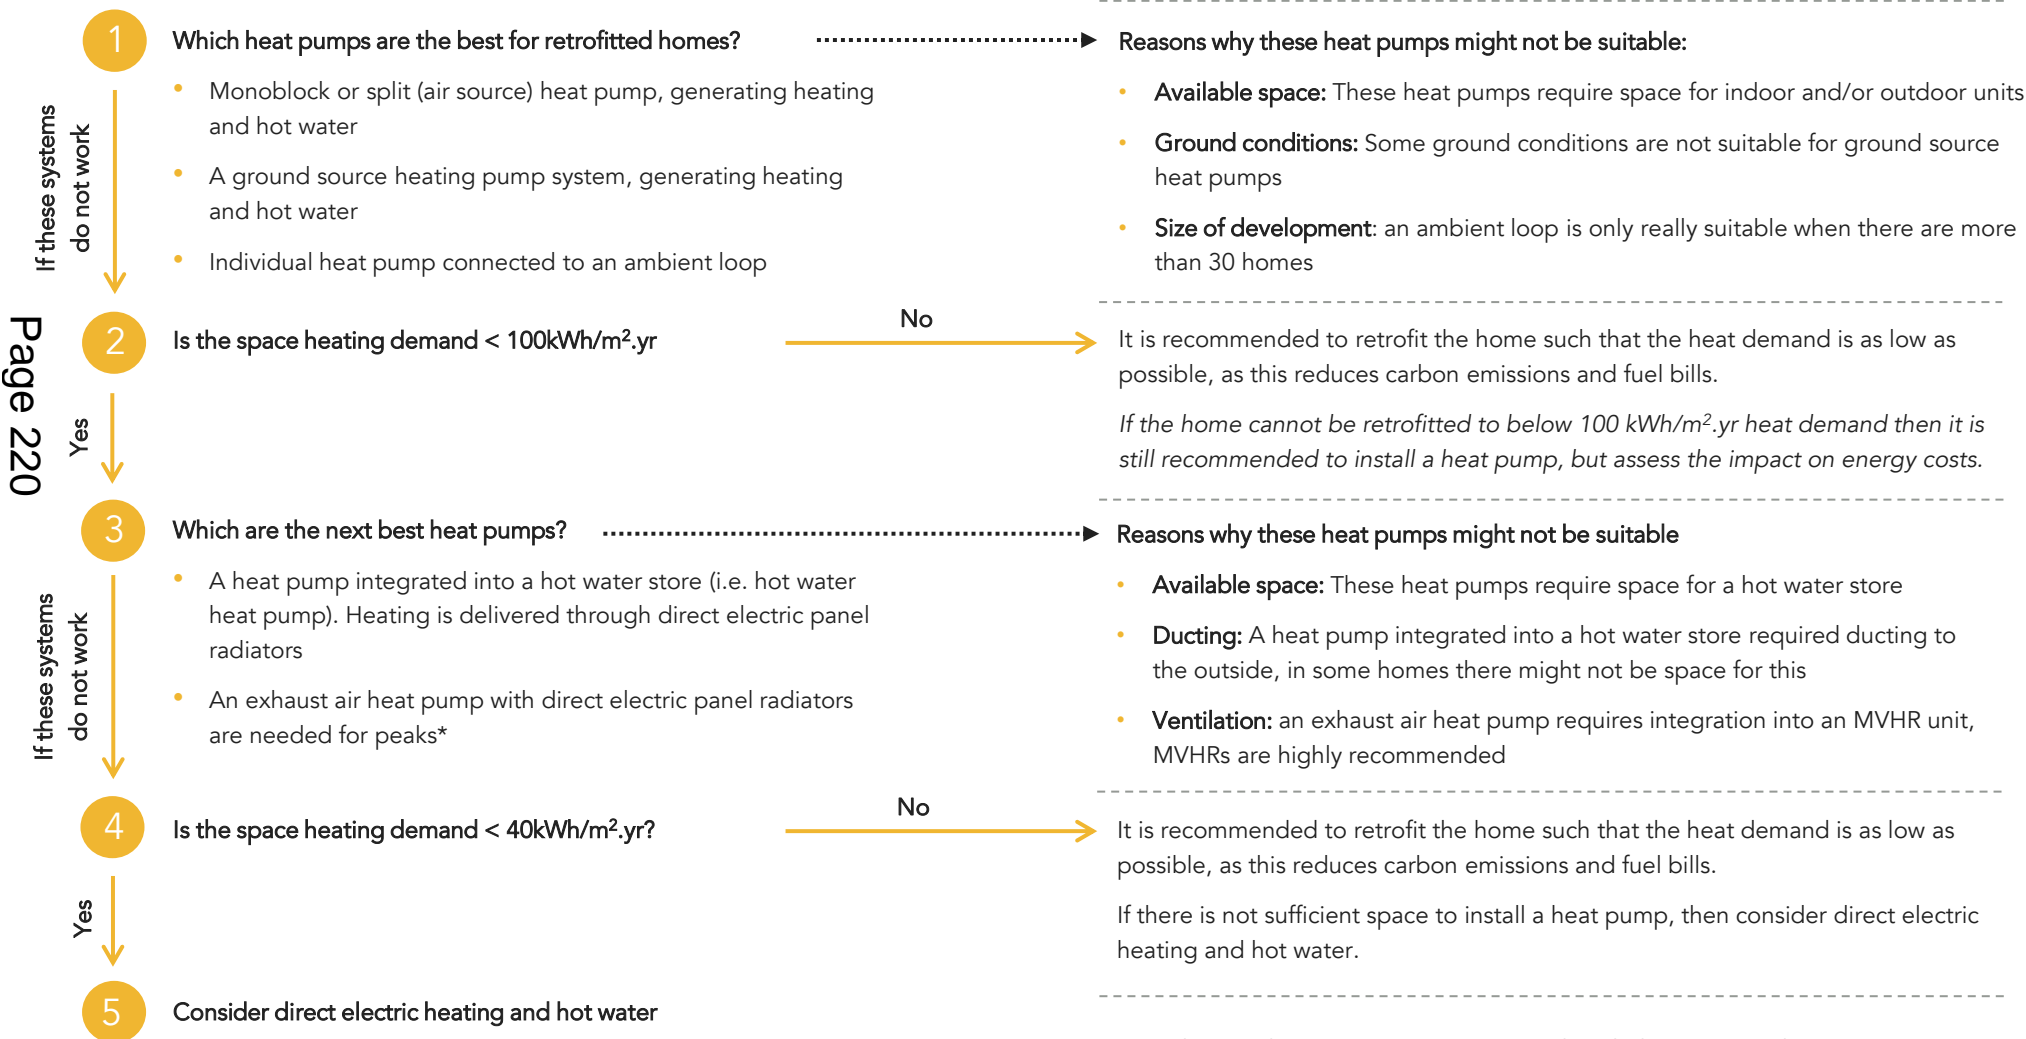 1
Which heat pumps are the best for retrofitted homes?
• Monoblock or split (air source) heat pump, generating heating
and hot water
• A ground source heating pump system, generating heating
and hot water
• Individual heat pump connected to an ambient loop
Reasons why these heat pumps might not be suitable:
• Available space: These heat pumps require space for indoor and/or outdoor units
• Ground conditions: Some ground conditions are not suitable for ground source
heat pumps
• Size of development: an ambient loop is only really suitable when there are more
than 30 homes
If these systems
do not work
2
Is the space heating demand < 100kWh/m².yr
No
It is recommended to retrofit the home such that the heat demand is as low as
possible, as this reduces carbon emissions and fuel bills.
If the home cannot be retrofitted to below 100 kWh/m².yr heat demand then it is
still recommended to install a heat pump, but assess the impact on energy costs.
Yes
Page 220
3
Which are the next best heat pumps?
• A heat pump integrated into a hot water store (i.e. hot water
heat pump). Heating is delivered through direct electric panel
radiators
• An exhaust air heat pump with direct electric panel radiators
are needed for peaks*
Reasons why these heat pumps might not be suitable
• Available space: These heat pumps require space for a hot water store
• Ducting: A heat pump integrated into a hot water store required ducting to
the outside, in some homes there might not be space for this
• Ventilation: an exhaust air heat pump requires integration into an MVHR unit,
MVHRs are highly recommended
If these systems
do not work
4
Is the space heating demand < 40kWh/m².yr?
No
It is recommended to retrofit the home such that the heat demand is as low as
possible, as this reduces carbon emissions and fuel bills.
If there is not sufficient space to install a heat pump, then consider direct electric
heating and hot water.
Yes
5
Consider direct electric heating and hot water